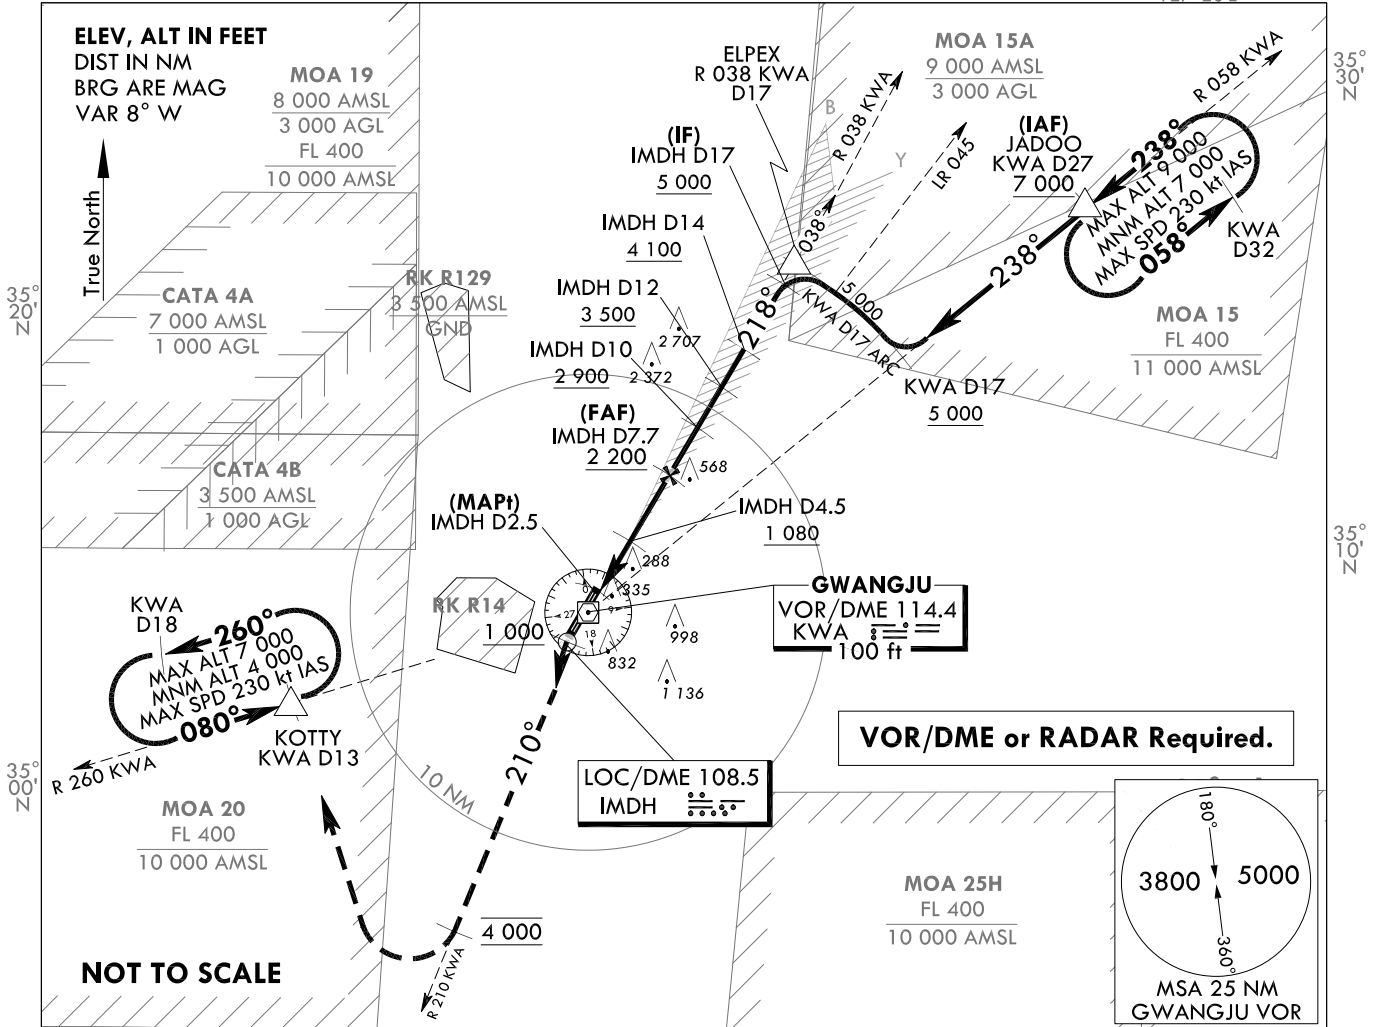 ELEV, ALT IN FEET
DIST IN NM
BRG ARE MAG
VAR 8° W
True North
MOA 19
8 000 AMSL
3 000 AGL
FL 400
10 000 AMSL
CATA 4A
7 000 AMSL
1 000 AGL
CATA 4B
3 500 AMSL
1 000 AGL
RK R129
3 500 AMSL
GND
ELPEX
R 038 KWA
D17
(IF)
IMDH D17
5 000
IMDH D14
4 100
IMDH D12
3 500
IMDH D10
2 900
(FAF)
IMDH D7.7
2 200
(MAPt)
IMDH D2.5
2 707
2 372
568
288
335
998
832
1 136
218°
038°
R 038 KWA
B
Y
LR 045
MOA 15A
9 000 AMSL
3 000 AGL
R 058 KWA
(IAF)
JADOO
KWA D27
7 000
238°
MAX ALT 9 000
MNM ALT 7 000
MAX SPD 230 kt IAS
058°
KWA
D32
238°
5 000
KWA D17 ARC
KWA D17
5 000
MOA 15
FL 400
11 000 AMSL
IMDH D4.5
1 080
GWANGJU
VOR/DME 114.4
KWA
100 ft
RK R14
1 000
0
9
18
27
KWA
D18
260°
MAX ALT 7 000
MNM ALT 4 000
MAX SPD 230 kt IAS
080°
R 260 KWA
KOTTY
KWA D13
MOA 20
FL 400
10 000 AMSL
10 NM
210°
4 000
R 210 KWA
NOT TO SCALE
LOC/DME 108.5
IMDH
VOR/DME or RADAR Required.
MOA 25H
FL 400
10 000 AMSL
180°
3800
5000
360°
MSA 25 NM
GWANGJU VOR
35°
20'
N
35°
00'
N
35°
30'
N
35°
10'
N